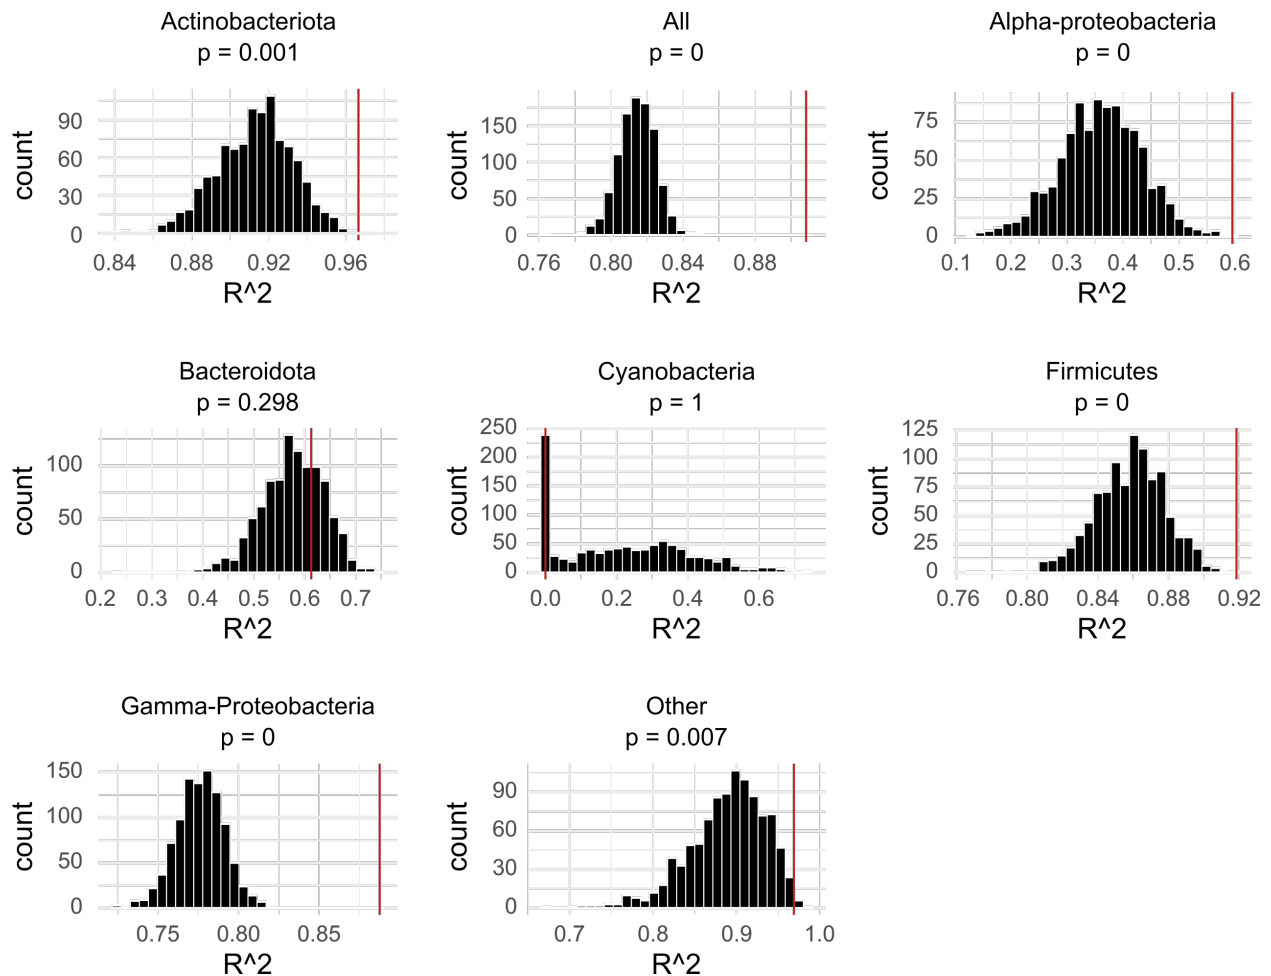 Actinobacteriota
p = 0.001
count
90
60
30
0
0.84 0.88 0.92 0.96
R^2
All
p = 0
count
150
100
50
0
0.76 0.80 0.84 0.88
R^2
Alpha-proteobacteria
p = 0
count
75
50
25
0
0.1 0.2 0.3 0.4 0.5 0.6
R^2
Bacteroidota
p = 0.298
count
100
50
0
0.2 0.3 0.4 0.5 0.6 0.7
R^2
Cyanobacteria
p = 1
count
250
200
150
100
50
0
0.0 0.2 0.4 0.6
R^2
Firmicutes
p = 0
count
125
100
75
50
25
0
0.76 0.80 0.84 0.88 0.92
R^2
Gamma-Proteobacteria
p = 0
count
150
100
50
0
0.75 0.80 0.85
R^2
Other
p = 0.007
count
90
60
30
0
0.7 0.8 0.9 1.0
R^2